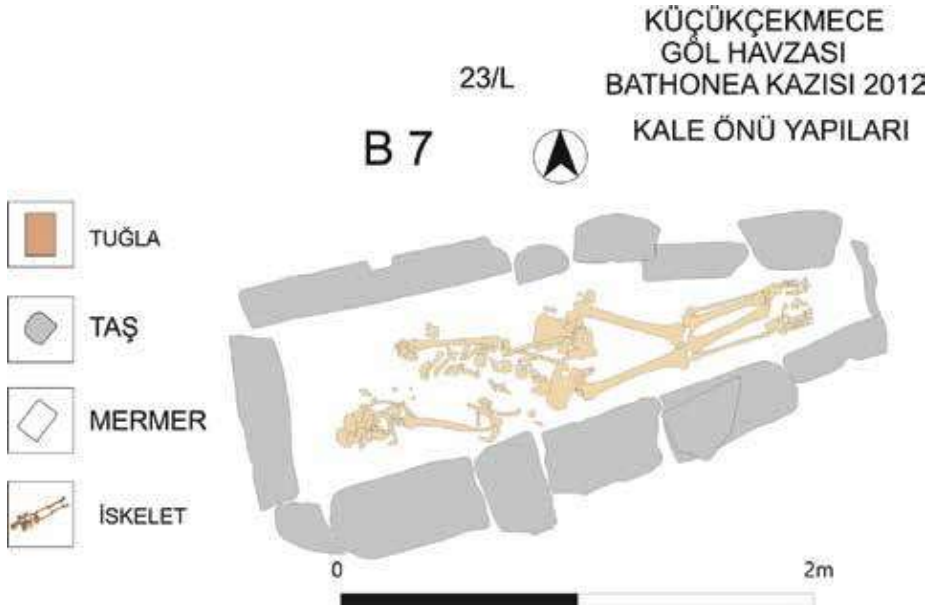 KÜÇÜKÇEKMECE
GÖL HAVZASI
BATHONEA KAZISI 2012
KALE ÖNÜ YAPILARI
23/L
B 7
TUĞLA
TAŞ
MERMER
İSKELET
0
2m